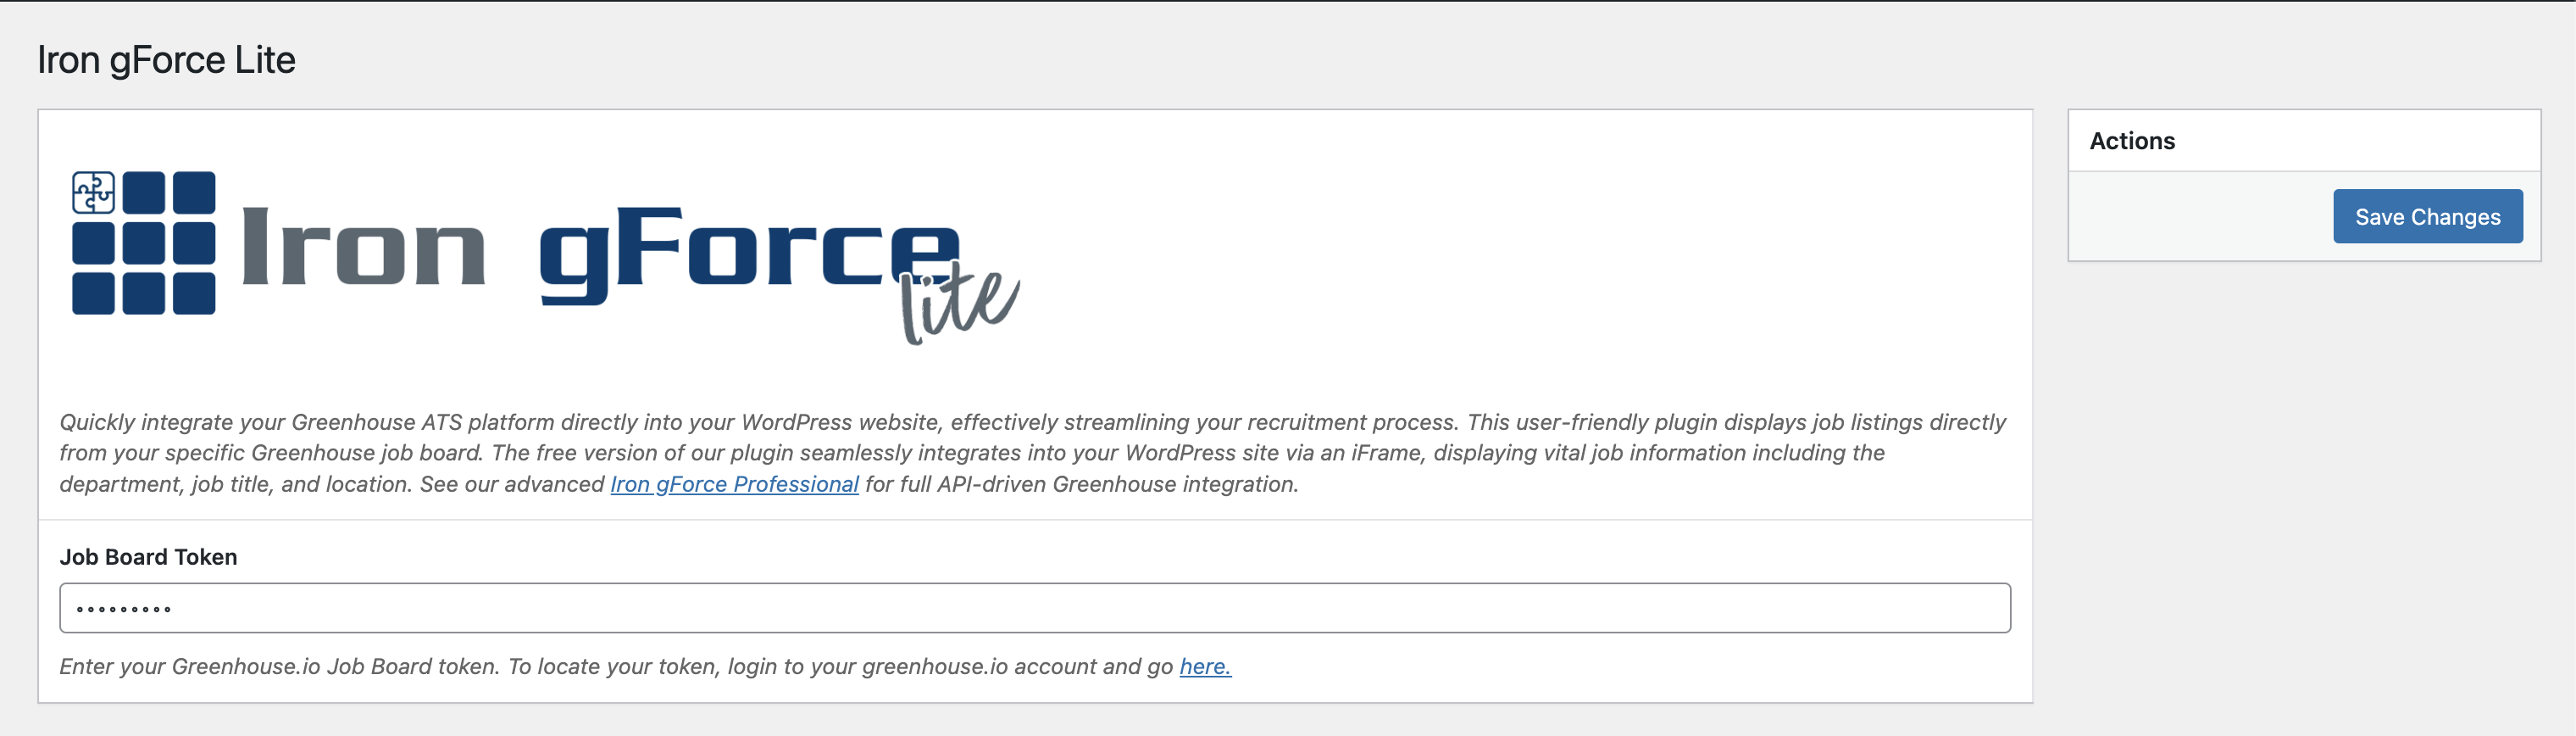 Iron gForce Lite
Actions
Save Changes
Iron gForce
lite
Quickly integrate your Greenhouse ATS platform directly into your WordPress website, effectively streamlining your recruitment process. This user-friendly plugin displays job listings directly
from your specific Greenhouse job board. The free version of our plugin seamlessly integrates into your WordPress site via an iFrame, displaying vital job information including the
department, job title, and location. See our advanced Iron gForce Professional for full API-driven Greenhouse integration.
Job Board Token
Enter your Greenhouse.io Job Board token. To locate your token, login to your greenhouse.io account and go here.